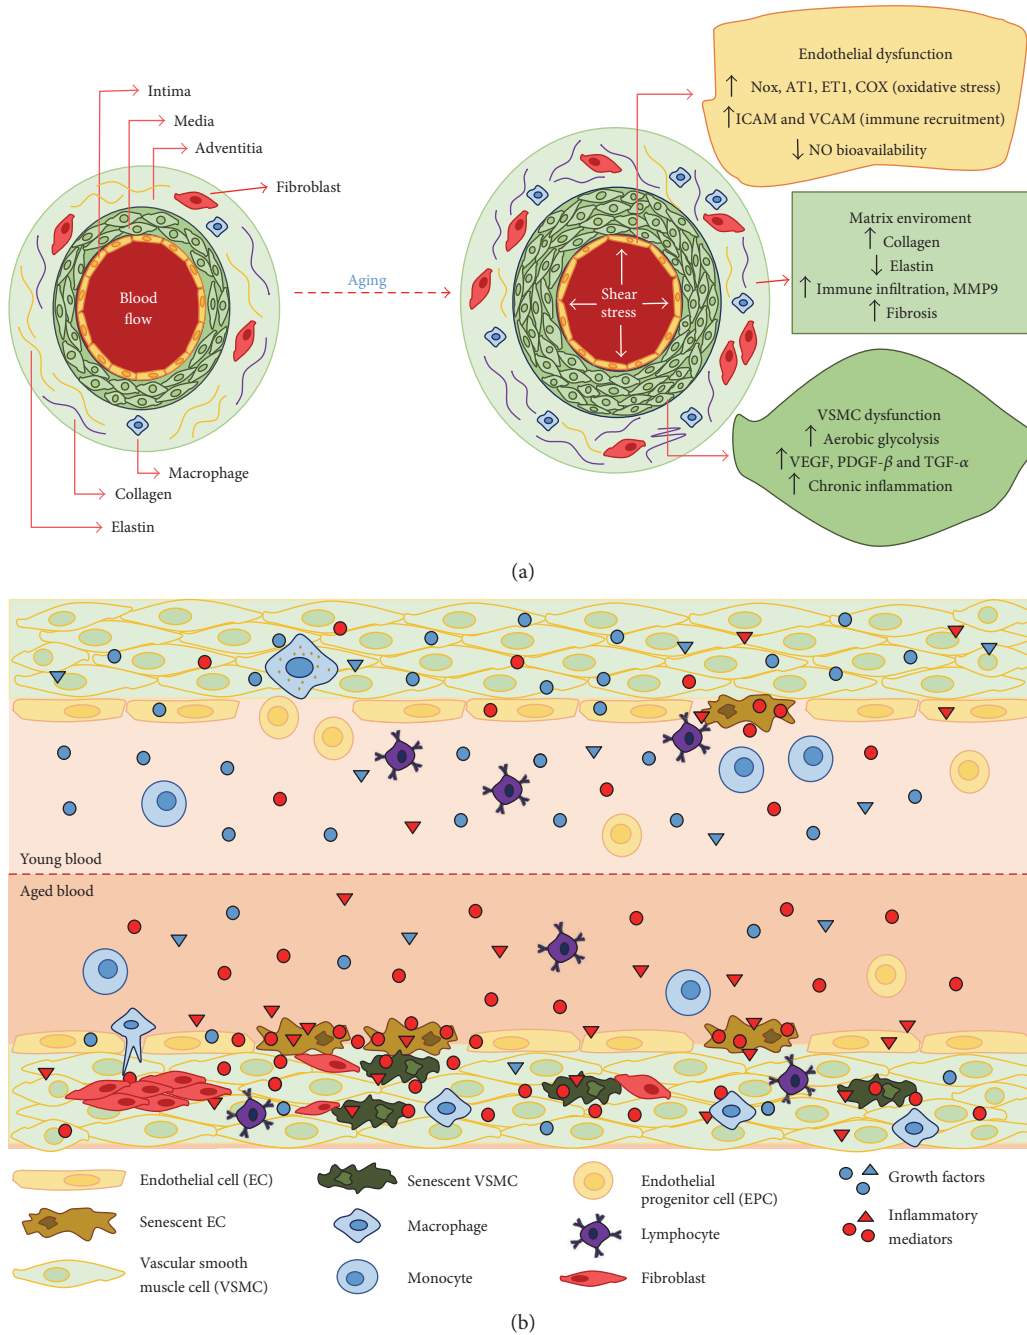 Intima
Media
Adventitia
Fibroblast
Blood
flow
Macrophage
Collagen
Elastin
Aging
Shear
stress
Endothelial dysfunction
↑ Nox, AT1, ET1, COX (oxidative stress)
↑ ICAM and VCAM (immune recruitment)
↓ NO bioavailability
Matrix enviroment
↑ Collagen
↓ Elastin
↑ Immune infiltration, MMP9
↑ Fibrosis
VSMC dysfunction
↑ Aerobic glycolysis
↑ VEGF, PDGF-β and TGF-α
↑ Chronic inflammation
(a)
Young blood
Aged blood
Endothelial cell (EC)
Senescent EC
Vascular smooth
muscle cell (VSMC)
Senescent VSMC
Macrophage
Monocyte
Endothelial
progenitor cell (EPC)
Lymphocyte
Fibroblast
Growth factors
Inflammatory
mediators
(b)